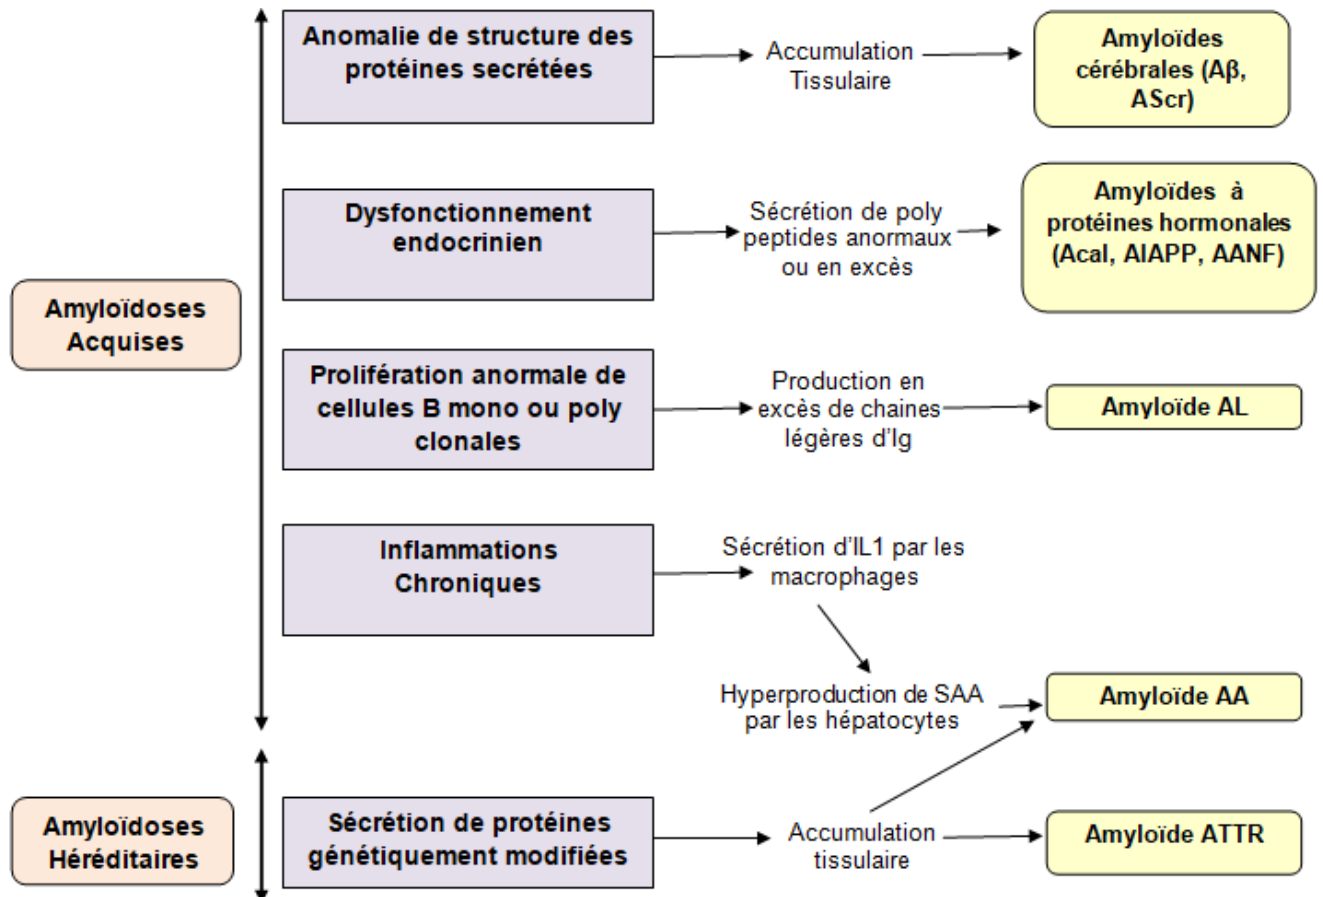 Anomalie de structure des
protéines secrétées
Accumulation
Tissulaire
Amyloïdes
cérébrales (Aβ,
AScr)
Dysfonctionnement
endocrinien
Sécrétion de poly
peptides anormaux
ou en excès
Amyloïdes à
protéines hormonales
(Acal, AIAPP, AANF)
Amyloïdoses
Acquises
Prolifération anormale de
cellules B mono ou poly
clonales
Production en
excès de chaines
légères d'Ig
Amyloïde AL
Inflammations
Chroniques
Sécrétion d'IL1 par les
macrophages
Hyperproduction de SAA
par les hépatocytes
Amyloïde AA
Amyloïdoses
Héréditaires
Sécrétion de protéines
génétiquement modifiées
Accumulation
tissulaire
Amyloïde ATTR